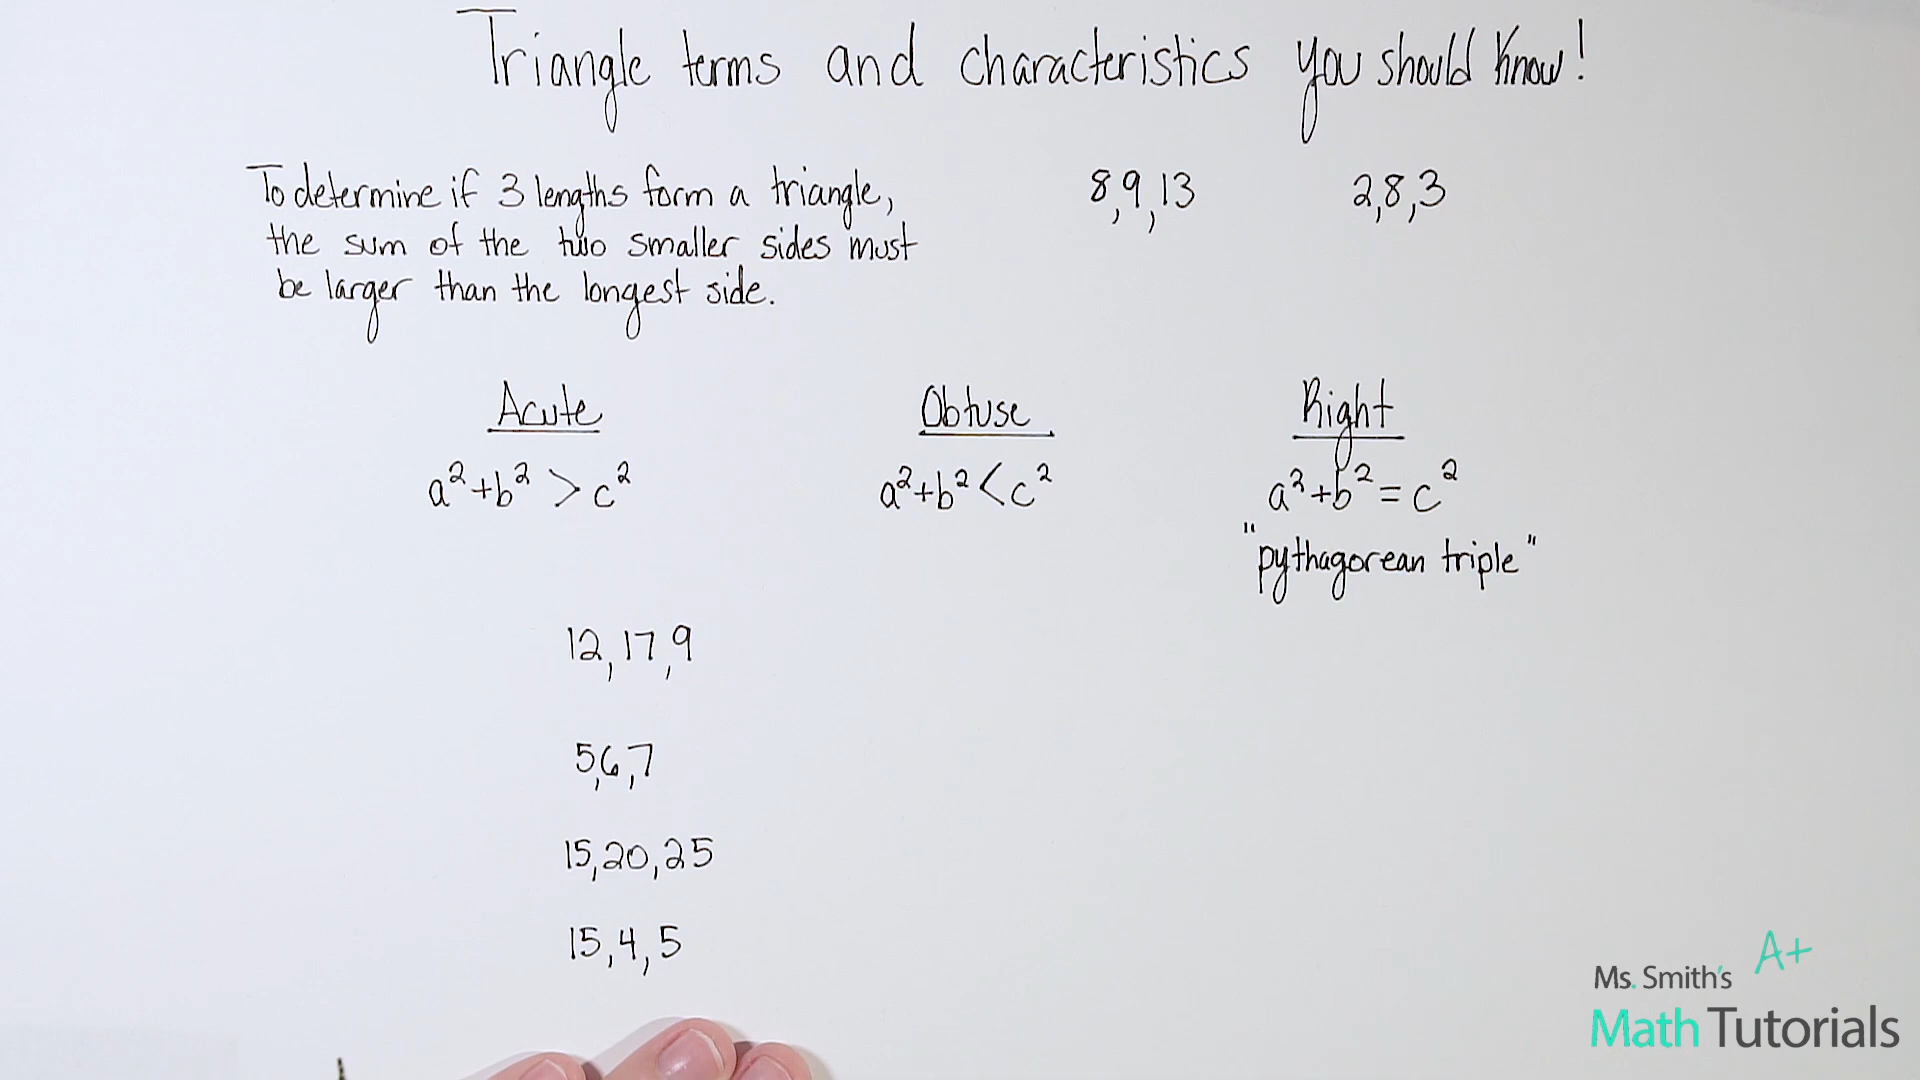 Triangle terms and characteristics you should know!
To determine if 3 lengths form a triangle,
the sum of the two smaller sides must
be larger than the longest side.
8,9,13
2,8,3
Acute
a²+b² > c²
Obtuse
a²+b² < c²
Right
a²+b² = c²
"pythagorean triple"
12,17,9
5,6,7
15,20,25
15,4,5
A+
Ms. Smith's
Math Tutorials